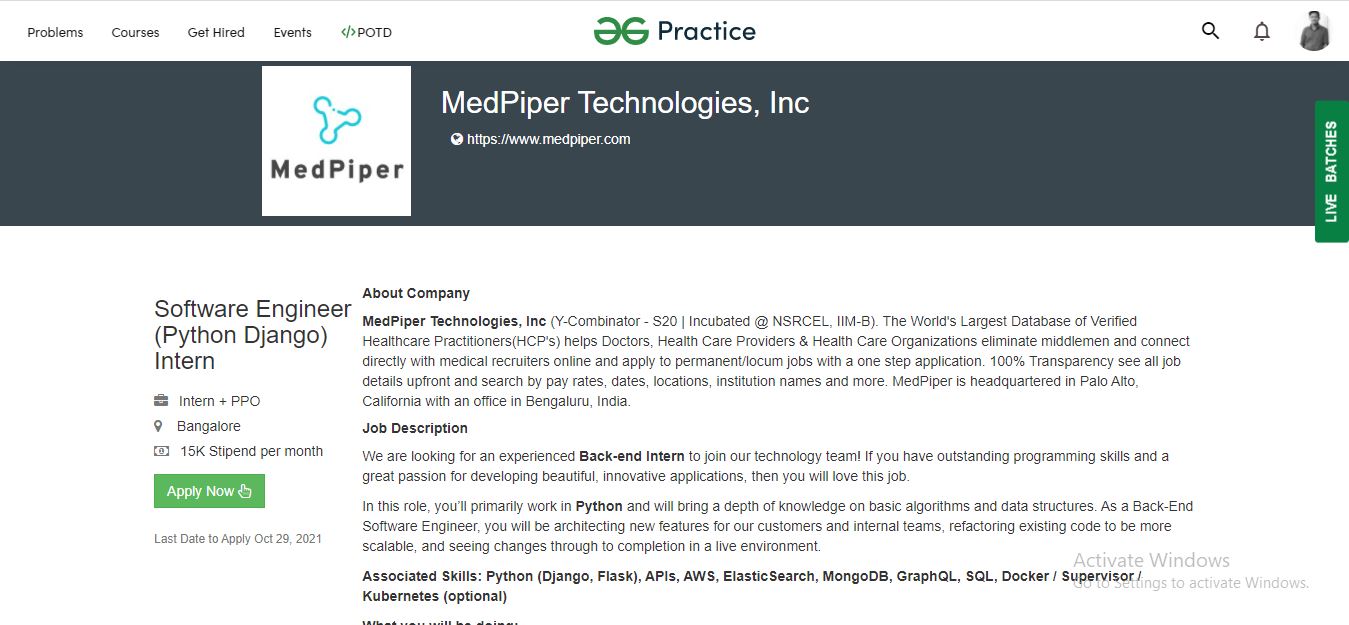 Problems Courses Get Hired Events </>POTD Practice
MedPiper
MedPiper Technologies, Inc
https://www.medpiper.com
LIVE BATCHES
Software Engineer
(Python Django)
Intern
Intern + PPO
Bangalore
15K Stipend per month
Apply Now
Last Date to Apply Oct 29, 2021
About Company
MedPiper Technologies, Inc (Y-Combinator - S20 | Incubated @ NSRCEL, IIM-B). The World's Largest Database of Verified
Healthcare Practitioners(HCP's) helps Doctors, Health Care Providers & Health Care Organizations eliminate middlemen and connect
directly with medical recruiters online and apply to permanent/locum jobs with a one step application. 100% Transparency see all job
details upfront and search by pay rates, dates, locations, institution names and more. MedPiper is headquartered in Palo Alto,
California with an office in Bengaluru, India.
Job Description
We are looking for an experienced Back-end Intern to join our technology team! If you have outstanding programming skills and a
great passion for developing beautiful, innovative applications, then you will love this job.
In this role, you’ll primarily work in Python and will bring a depth of knowledge on basic algorithms and data structures. As a Back-End
Software Engineer, you will be architecting new features for our customers and internal teams, refactoring existing code to be more
scalable, and seeing changes through to completion in a live environment.
Associated Skills: Python (Django, Flask), APIs, AWS, ElasticSearch, MongoDB, GraphQL, SQL, Docker / Supervisor /
Kubernetes (optional)
What you will be doing:
Activate Windows
Go to Settings to activate Windows.